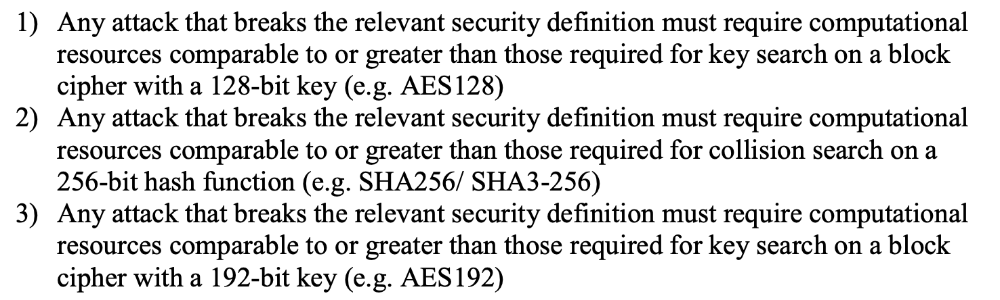 1) Any attack that breaks the relevant security definition must require computational
resources comparable to or greater than those required for key search on a block
cipher with a 128-bit key (e.g. AES128)
2) Any attack that breaks the relevant security definition must require computational
resources comparable to or greater than those required for collision search on a
256-bit hash function (e.g. SHA256/ SHA3-256)
3) Any attack that breaks the relevant security definition must require computational
resources comparable to or greater than those required for key search on a block
cipher with a 192-bit key (e.g. AES192)